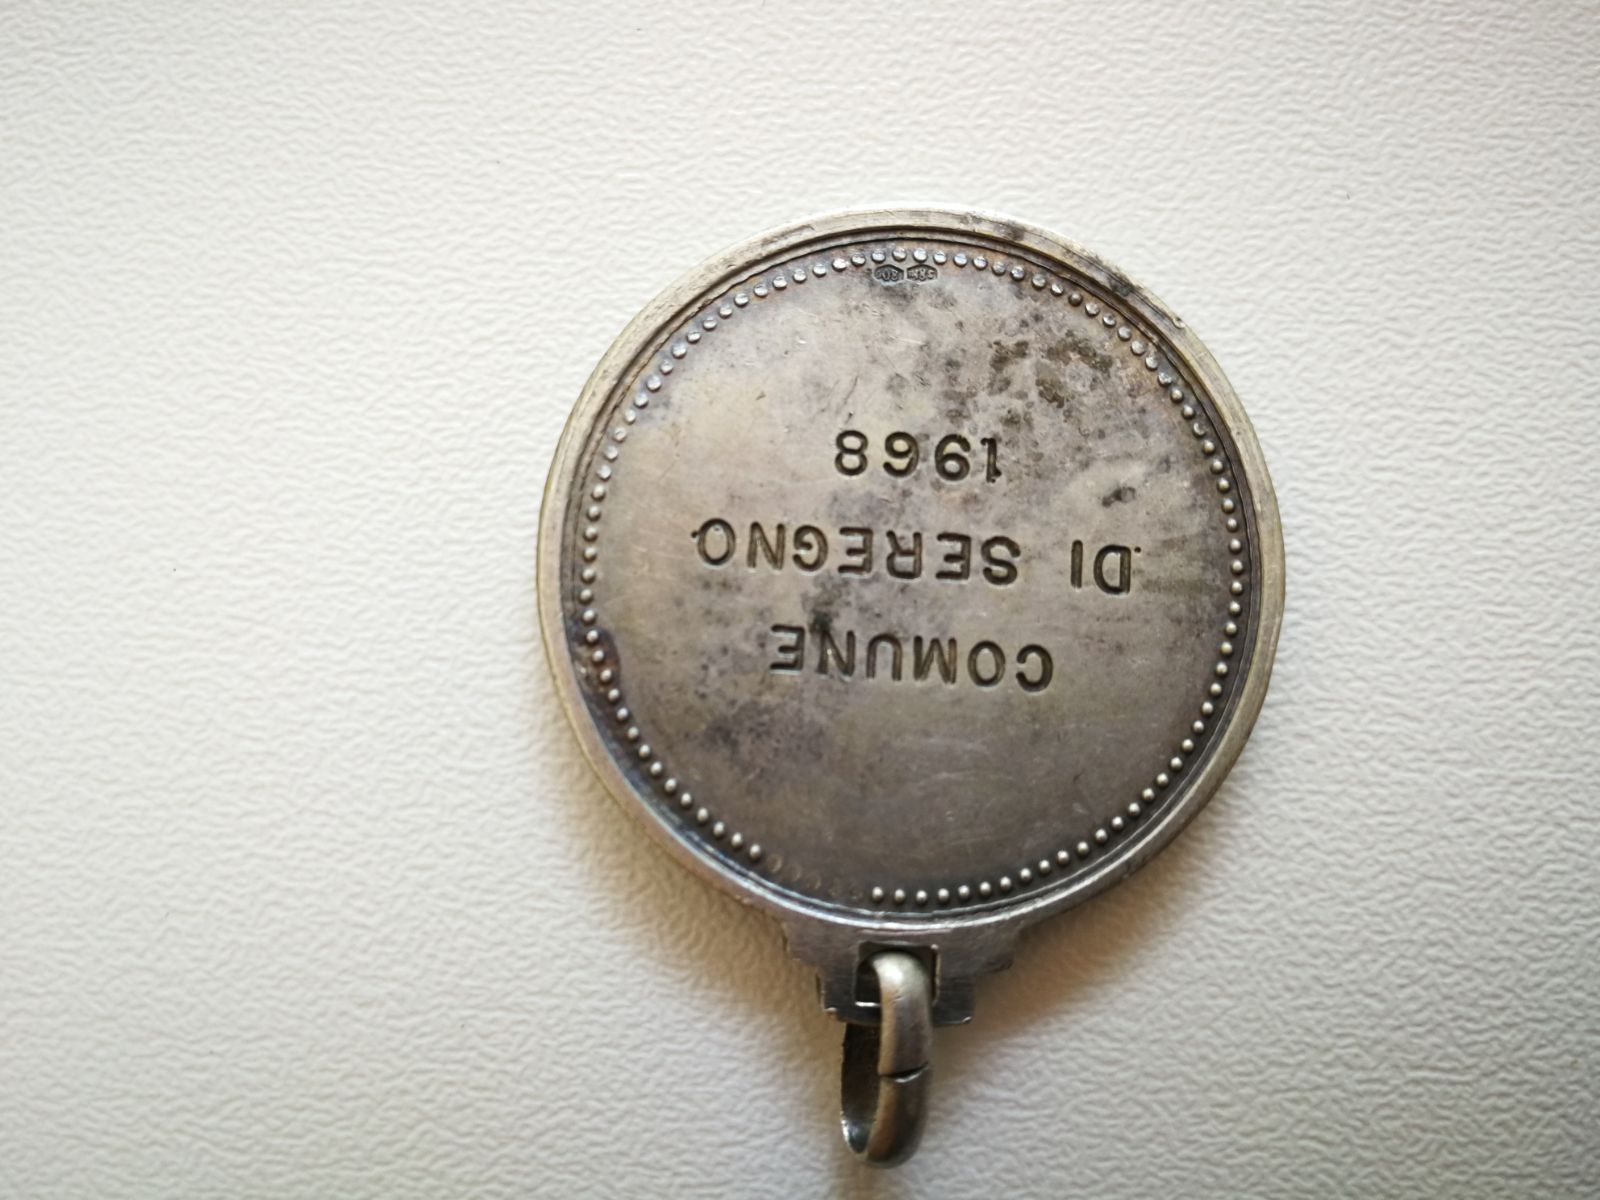 COMUNE
DI SEREGNO
1968